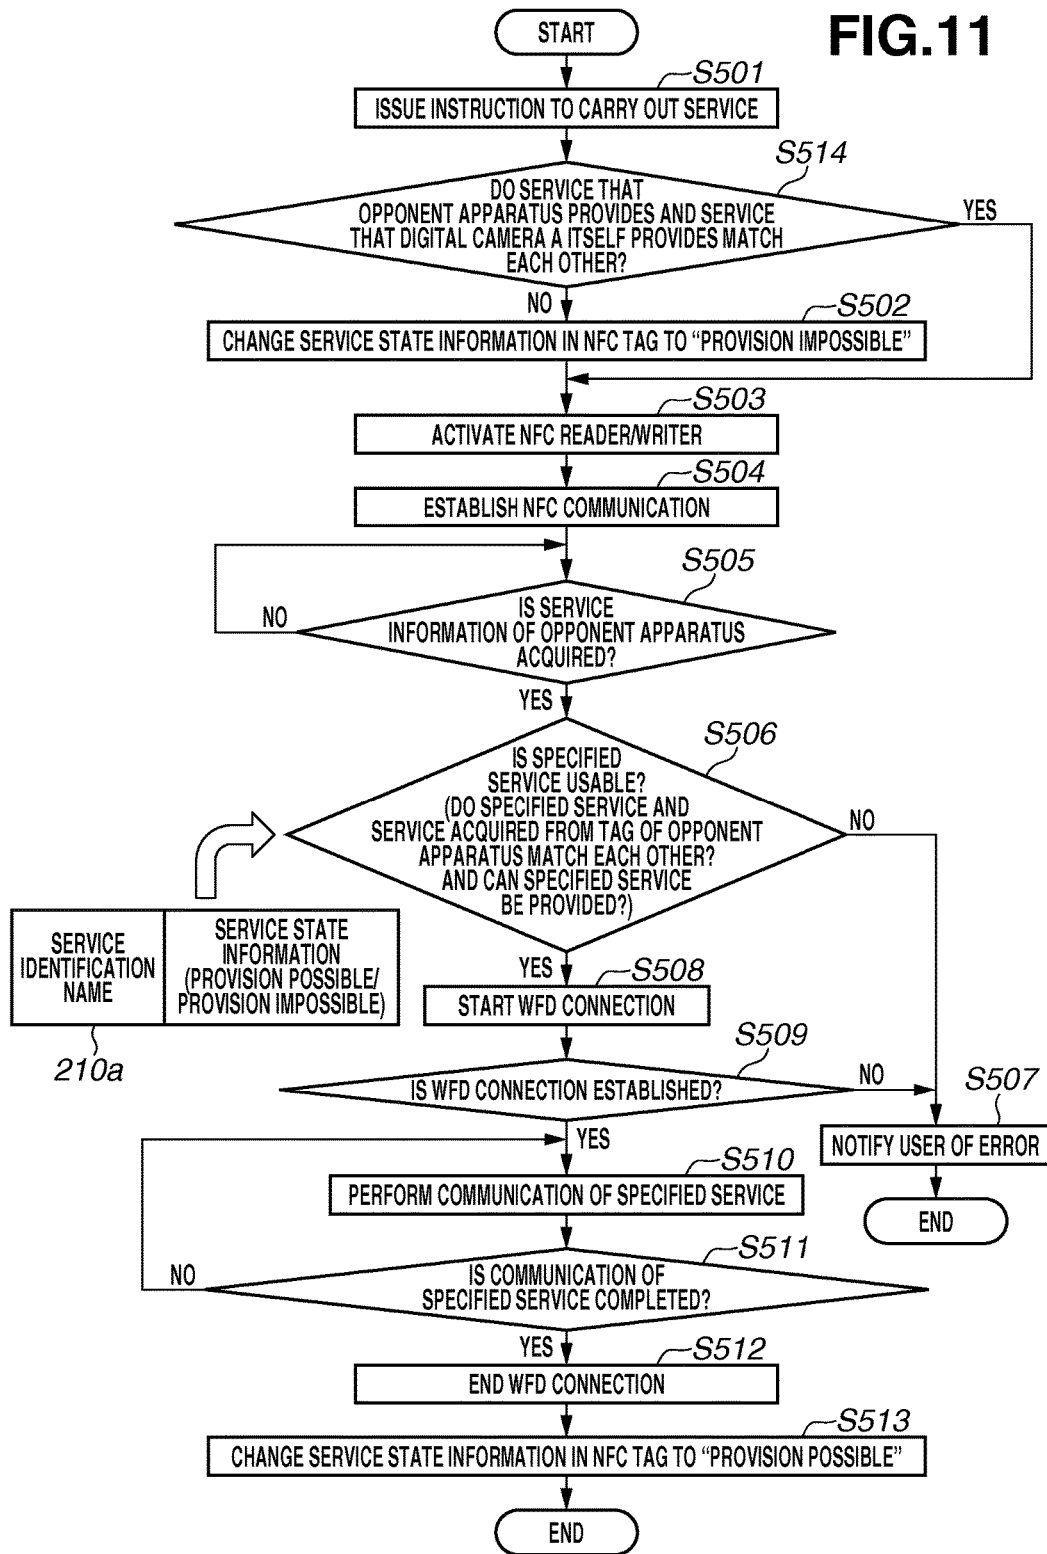 FIG.11
START
S501
ISSUE INSTRUCTION TO CARRY OUT SERVICE
S514
DO SERVICE THAT
OPPONENT APPARATUS PROVIDES AND SERVICE
THAT DIGITAL CAMERA A ITSELF PROVIDES MATCH
EACH OTHER?
YES
NO
S502
CHANGE SERVICE STATE INFORMATION IN NFC TAG TO “PROVISION IMPOSSIBLE”
S503
ACTIVATE NFC READER/WRITER
S504
ESTABLISH NFC COMMUNICATION
S505
IS SERVICE
INFORMATION OF OPPONENT APPARATUS
ACQUIRED?
NO
YES
S506
IS SPECIFIED
SERVICE USABLE?
(DO SPECIFIED SERVICE AND
SERVICE ACQUIRED FROM TAG OF OPPONENT
APPARATUS MATCH EACH OTHER?
AND CAN SPECIFIED SERVICE
BE PROVIDED?)
NO
SERVICE
IDENTIFICATION
NAME
SERVICE STATE
INFORMATION
(PROVISION POSSIBLE/
PROVISION IMPOSSIBLE)
210a
YES
S508
START WFD CONNECTION
S509
IS WFD CONNECTION ESTABLISHED?
NO
S507
NOTIFY USER OF ERROR
END
YES
S510
PERFORM COMMUNICATION OF SPECIFIED SERVICE
S511
IS COMMUNICATION OF
SPECIFIED SERVICE COMPLETED?
NO
YES
S512
END WFD CONNECTION
S513
CHANGE SERVICE STATE INFORMATION IN NFC TAG TO “PROVISION POSSIBLE”
END